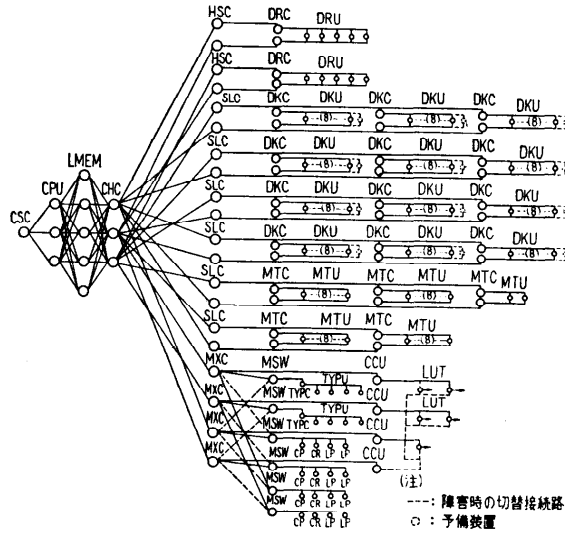 HSC DRC DRU
HSC DRC DRU
SLC DKC DKU DKC DKU DKC DKU
(8) (8) (8)
SLC DKC DKU DKC DKU DKC DKU
(8) (8) (8)
SLC DKC DKU DKC DKU DKC DKU
(8) (8) (8)
SLC DKC DKU DKC DKU DKC DKU
(8) (8) (8)
CSC CPU LMEM CHC
SLC MTC MTU MTC MTU MTC MTU
(8) (8)
SLC MTC MTU MTC MTU
(8) (8)
MXC MSW TYPU CCU LUT
MXC MSW TYPC TYPU CCU LUT
MXC MSW TYPC CCU
MXC MSW CP CR LP LP CCU
MSW CP CR LP LP (注)
MSW CP CR LP LP
CP CR LP LP
---: 障害時の切替接続路
○: 予備装置